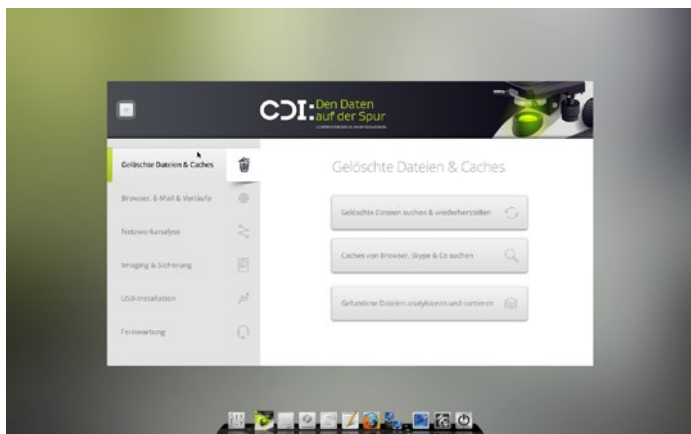 CDI:
Den Daten
auf der Spur
Gelöschte Dateien & Caches
Browser, E-Mail & Verläufe
Netzwerkanalyse
Imaging & Sicherung
USB-Installation
Fernwartung
Gelöschte Dateien & Caches
Gelöschte Dateien suchen & wiederherstellen
Caches von Browser, Skype & Co suchen
Gefundene Dateien analysieren und sortieren